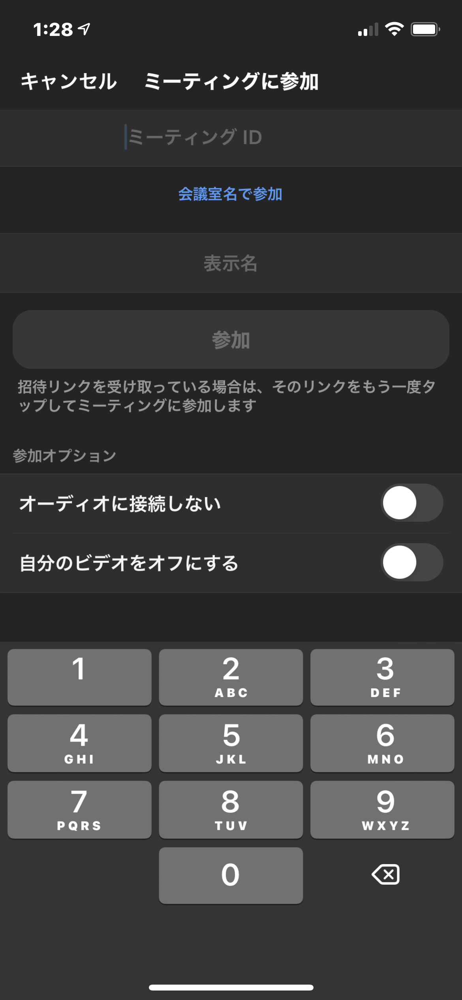 1:28
キャンセル ミーティングに参加
ミーティング ID
会議室名で参加
表示名
参加
招待リンクを受け取っている場合は、そのリンクをもう一度タ
ップしてミーティングに参加します
参加オプション
オーディオに接続しない
自分のビデオをオフにする
1 2 3
ABC DEF
4 5 6
GHI JKL MNO
7 8 9
PQRS TUV WXYZ
0